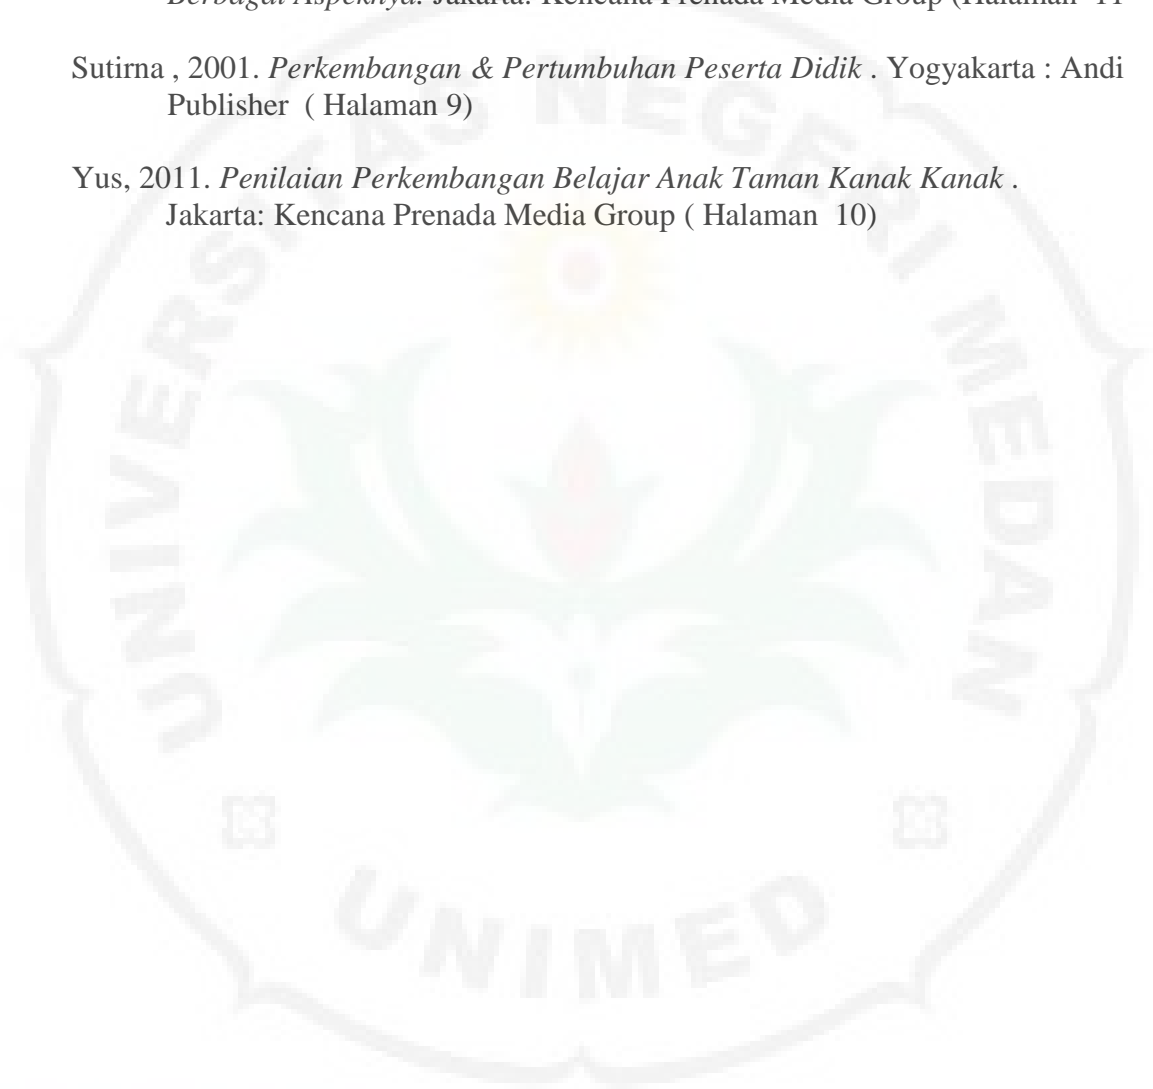 Berbagai Aspeknya. Jakarta: Kencana Prenada Media Group (Halaman 11
Sutirna , 2001. Perkembangan & Pertumbuhan Peserta Didik . Yogyakarta : Andi
Publisher ( Halaman 9)
Yus, 2011. Penilaian Perkembangan Belajar Anak Taman Kanak Kanak .
Jakarta: Kencana Prenada Media Group ( Halaman 10)
UNIVERSITAS NEGERI MEDAN
UNIMED